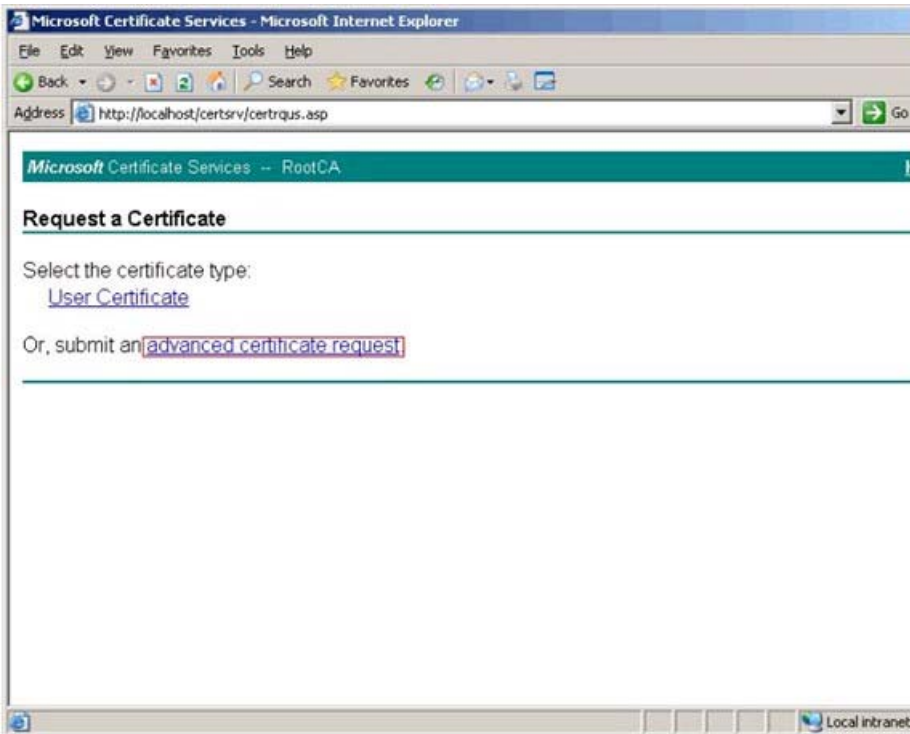 Microsoft Certificate Services - Microsoft Internet Explorer
File Edit View Favorites Tools Help
Back Search Favorites
Address http://localhost/certsrv/certrqus.asp Go
Microsoft Certificate Services -- RootCA
Request a Certificate
Select the certificate type:
User Certificate
Or, submit an advanced certificate request.
Local intranet